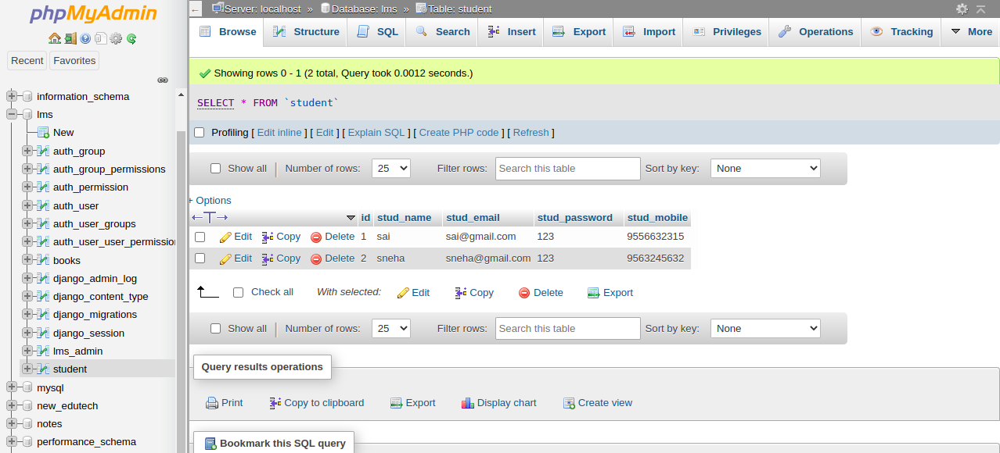 phpMyAdmin
Recent Favorites
information_schema
lms
New
auth_group
auth_group_permissions
auth_permission
auth_user
auth_user_groups
auth_user_user_permission
books
django_admin_log
django_content_type
django_migrations
django_session
lms_admin
student
mysql
new_edutech
notes
performance_schema
← Server: localhost » Database: lms » Table: student
Browse Structure SQL Search Insert Export Import Privileges Operations Tracking More
Showing rows 0 - 1 (2 total, Query took 0.0012 seconds.)
SELECT * FROM `student`
Profiling [ Edit inline ] [ Edit ] [ Explain SQL ] [ Create PHP code ] [ Refresh ]
Show all | Number of rows: 25 Filter rows: Search this table Sort by key: None
+ Options
←T→ id stud_name stud_email stud_password stud_mobile
Edit Copy Delete 1 sai sai@gmail.com 123 9556632315
Edit Copy Delete 2 sneha sneha@gmail.com 123 9563245632
Check all With selected: Edit Copy Delete Export
Show all | Number of rows: 25 Filter rows: Search this table Sort by key: None
Query results operations
Print Copy to clipboard Export Display chart Create view
Bookmark this SQL query